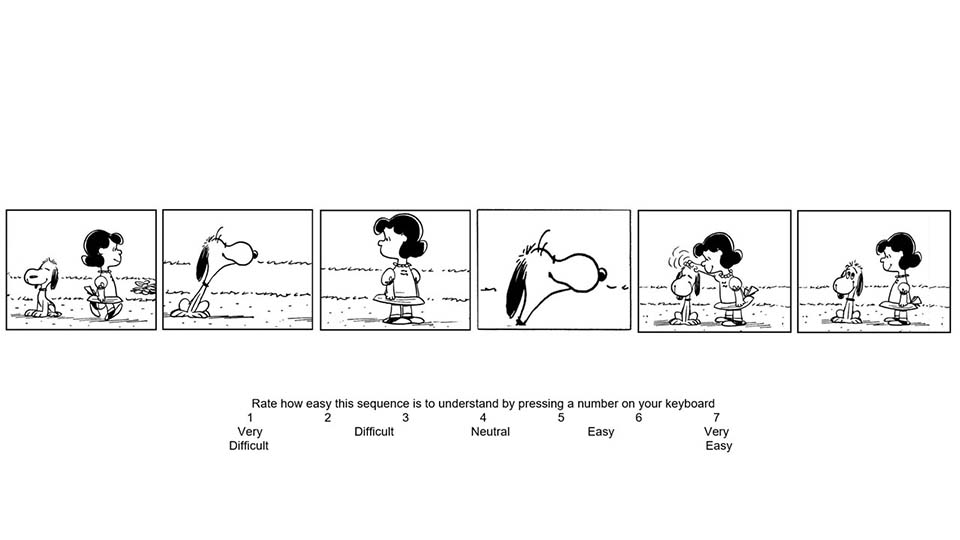 Rate how easy this sequence is to understand by pressing a number on your keyboard
1 2 3 4 5 6 7
Very Difficult Neutral Easy Very
Difficult Easy